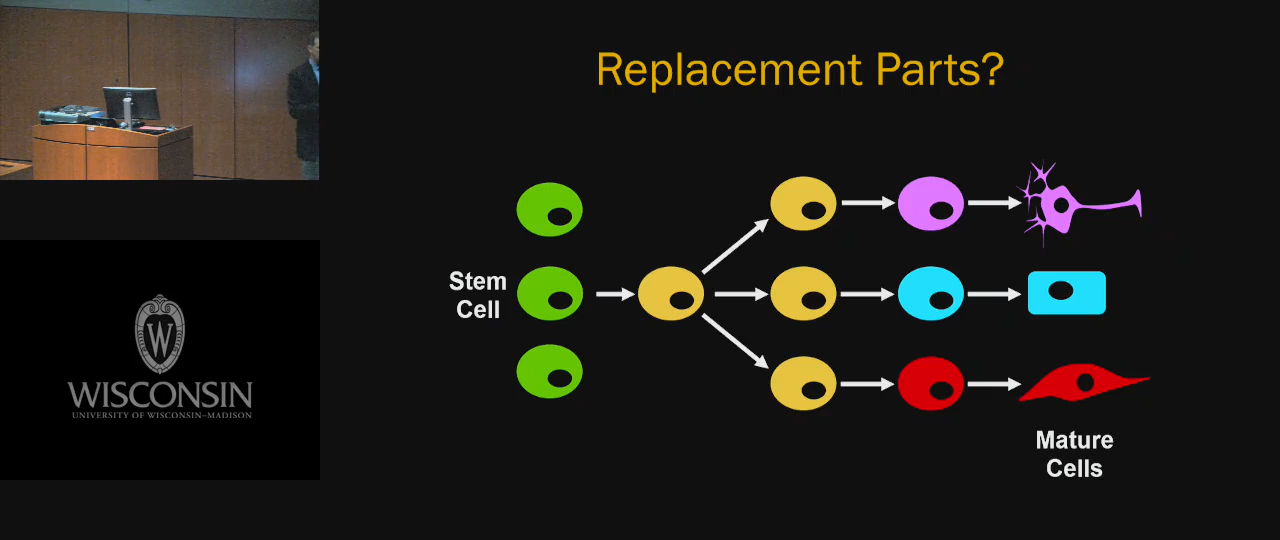 Replacement Parts?
Stem
Cell
Mature
Cells
W
WISCONSIN
UNIVERSITY OF WISCONSIN–MADISON